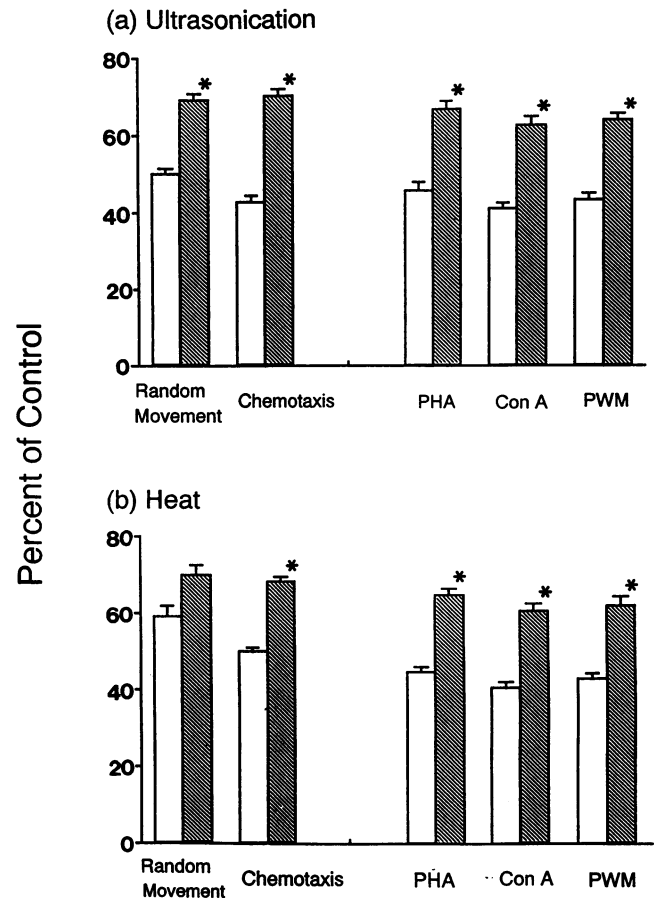 (a) Ultrasonication
80
60
40
20
0
* * * * *
Random
Movement
Chemotaxis
PHA
Con A
PWM
Percent of Control
(b) Heat
80
60
40
20
0
* * * *
Random
Movement
Chemotaxis
PHA
Con A
PWM